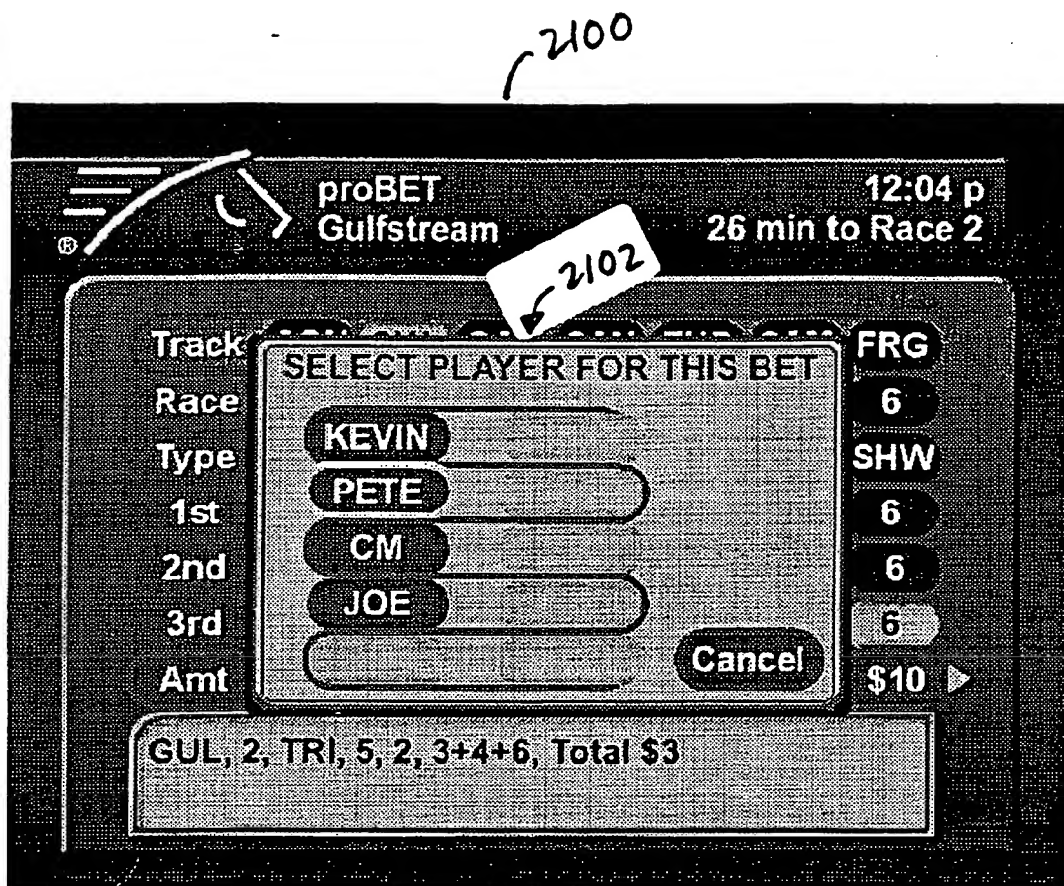 2100
proBET 12:04 p
Gulfstream 26 min to Race 2
®
2102
Track FRG
SELECT PLAYER FOR THIS BET
Race 6
KEVIN
Type SHW
PETE
1st 6
CM
2nd 6
JOE
3rd 6
Cancel
Amt $10
GUL, 2, TRI, 5, 2, 3+4+6, Total $3